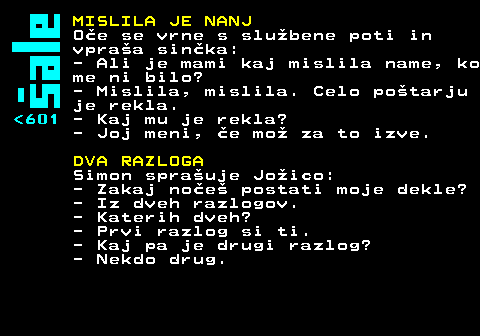 Šale
<601
MISLILA JE NANJ
Oče se vrne s službene poti in
vpraša sinčka:
- Ali je mami kaj mislila name, ko
me ni bilo?
- Mislila, mislila. Celo poštarju
je rekla.
- Kaj mu je rekla?
- Joj meni, če mož za to izve.
DVA RAZLOGA
Simon sprašuje Jožico:
- Zakaj nočeš postati moje dekle?
- Iz dveh razlogov.
- Katerih dveh?
- Prvi razlog si ti.
- Kaj pa je drugi razlog?
- Nekdo drug.